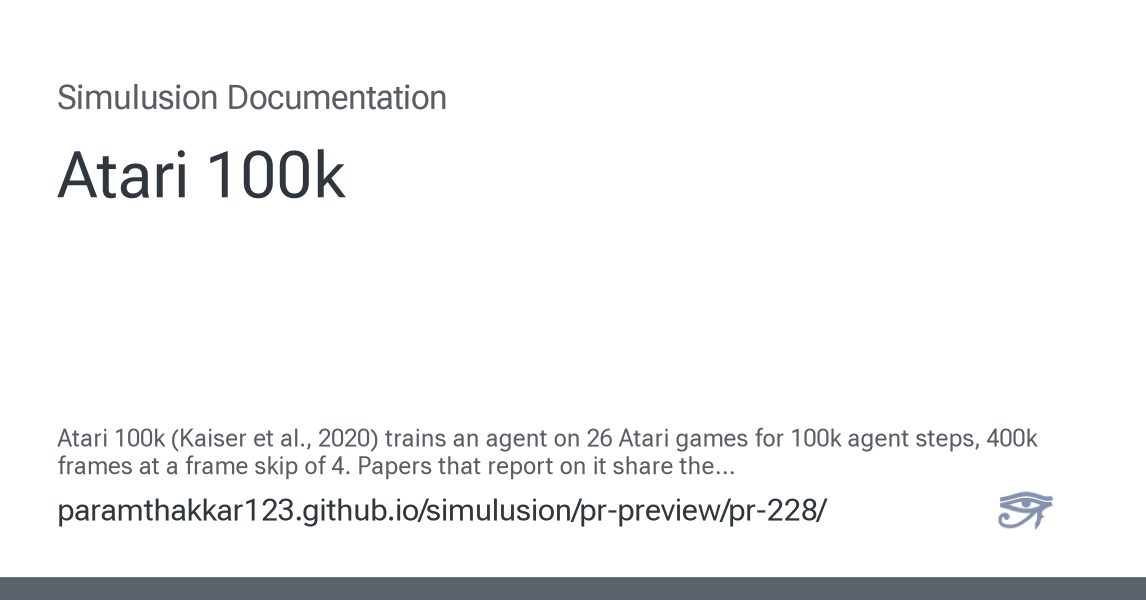 Simulusion Documentation
Atari 100k
Atari 100k (Kaiser et al., 2020) trains an agent on 26 Atari games for 100k agent steps, 400k
frames at a frame skip of 4. Papers that report on it share the...
paramthakkar123.github.io/simulusion/pr-preview/pr-228/